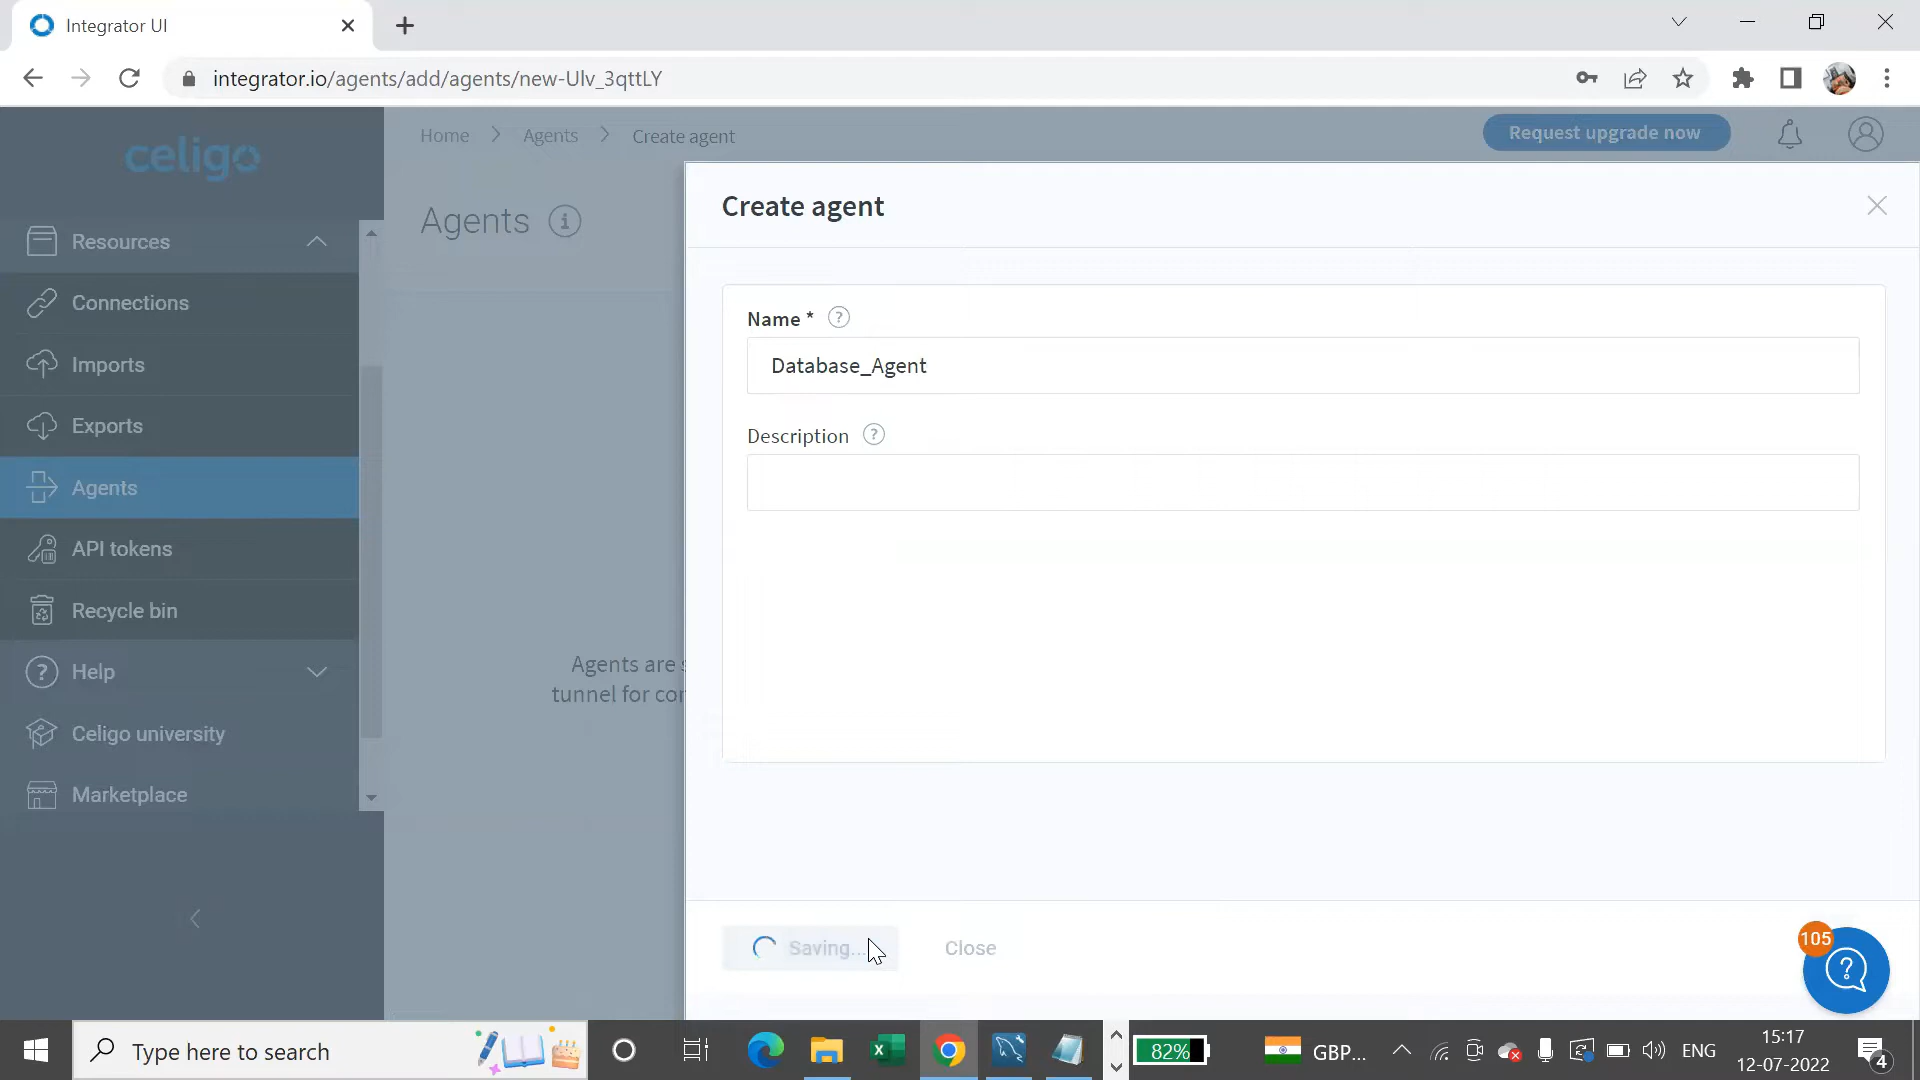 Integrator UI
integrator.io/agents/add/agents/new-Ulv_3qttLY
celigo
Home > Agents > Create agent
Request upgrade now
Agents
Create agent
Resources
Connections
Imports
Exports
Agents
API tokens
Recycle bin
Help
Celigo university
Marketplace
Agents are s
tunnel for cor
Name *
Database_Agent
Description
Saving...
Close
105
Type here to search
82%
GBP...
ENG
15:17
12-07-2022
4